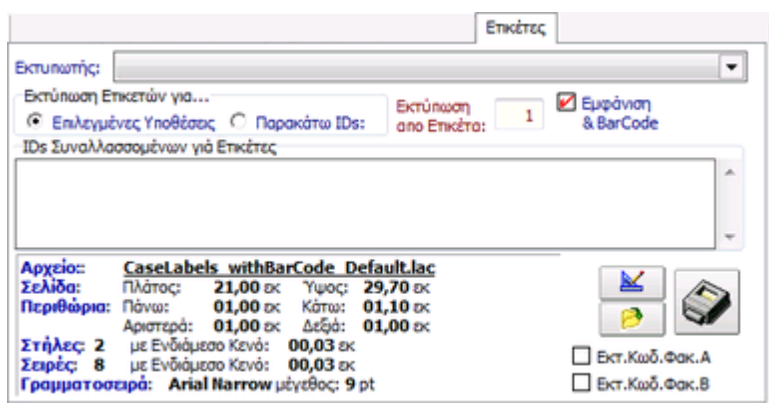 Ετικέτες
Εκτυπωτής:
Εκτύπωση Ετικετών για...
Επιλεγμένες Υποθέσεις Παρακάτω IDs:
Εκτύπωση
απο Ετικέτα: 1
Εμφάνιση
& BarCode
IDs Συναλλασσομένων γιά Ετικέτες
Αρχείο:: CaseLabels_withBarCode_Default.lac
Σελίδα: Πλάτος: 21,00 εκ Ύψος: 29,70 εκ
Περιθώρια: Πάνω: 01,00 εκ Κάτω: 01,10 εκ
Αριστερά: 01,00 εκ Δεξιά: 01,00 εκ
Στήλες: 2 με Ενδιάμεσο Κενό: 00,03 εκ
Σειρές: 8 με Ενδιάμεσο Κενό: 00,03 εκ
Γραμματοσειρά: Arial Narrow μέγεθος: 9 pt
Εκτ.Κωδ.Φακ.Α
Εκτ.Κωδ.Φακ.Β